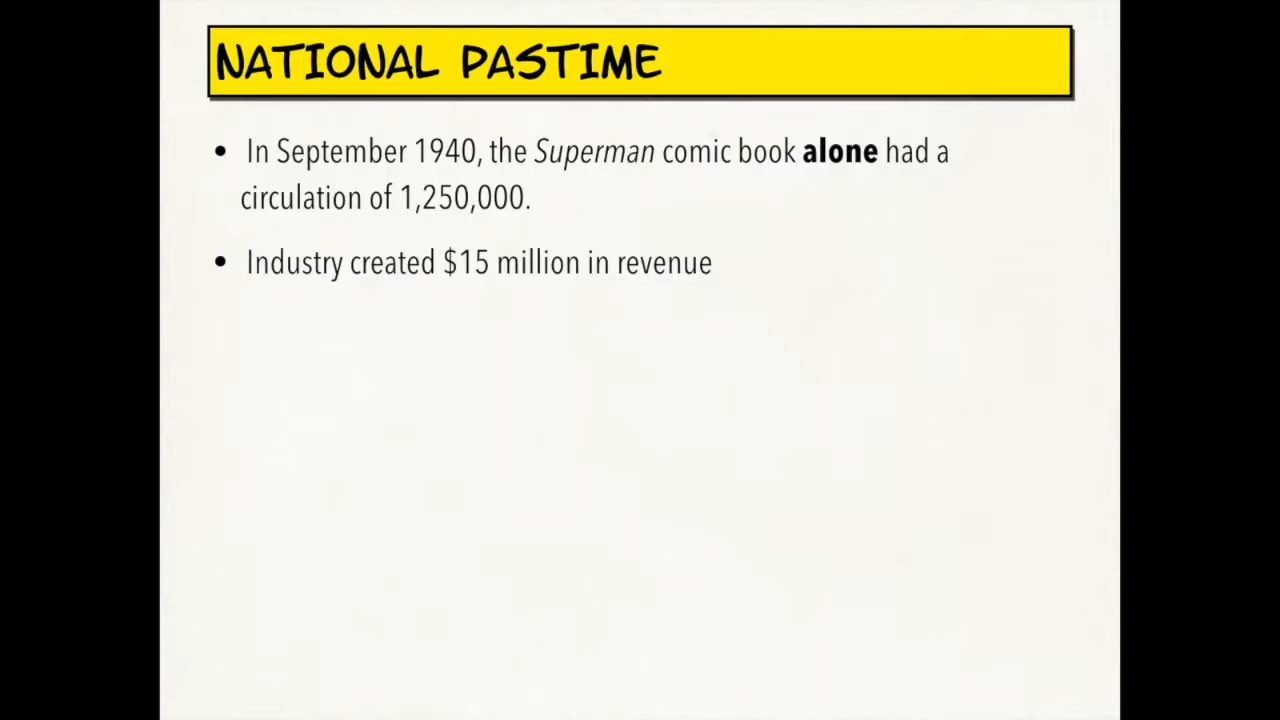 NATIONAL PASTIME
• In September 1940, the Superman comic book alone had a
circulation of 1,250,000.
• Industry created $15 million in revenue